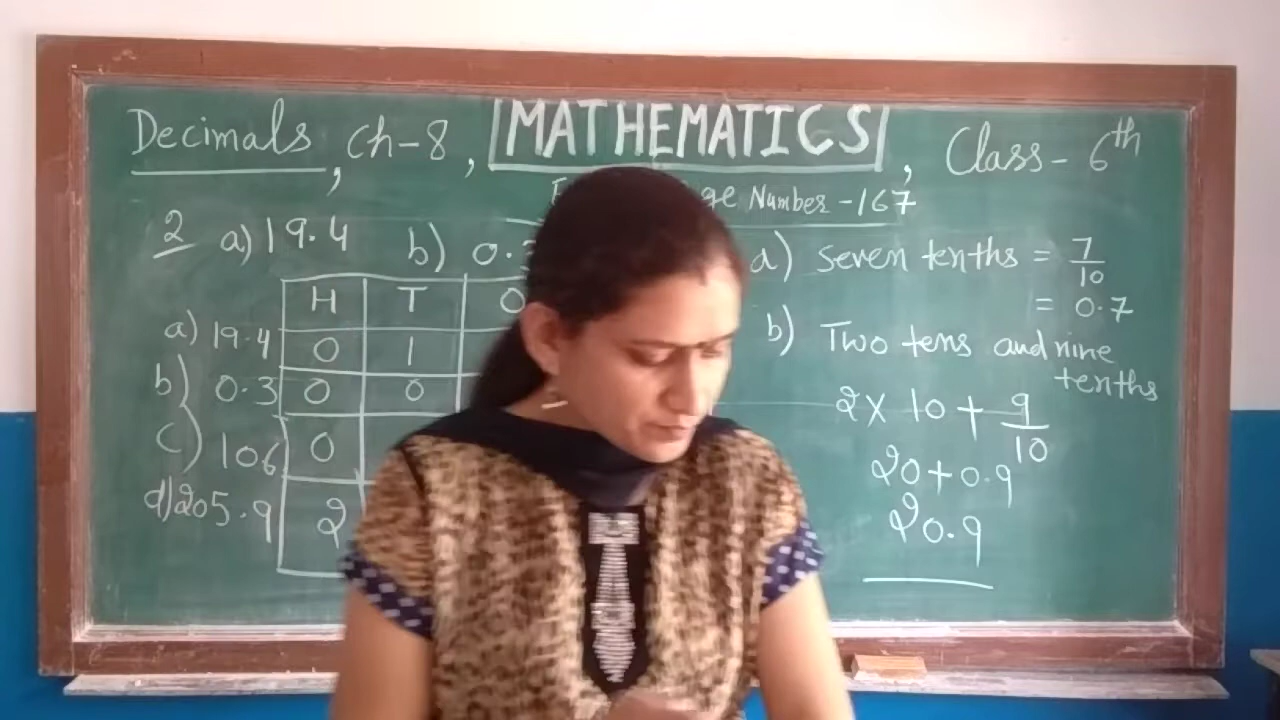 Decimals, Ch-8, MATHEMATICS, Class- 6th
Number -167
2 a) 19.4 b) 0.3
H T O
a) 19.4 0 1
b) 0.3 0 0
c) 106 0
d) 205.9 2
a) Seven tenths = 7/10
= 0.7
b) Two tens and nine
tenths
2 X 10 + 9/10
20 + 0.9
20.9